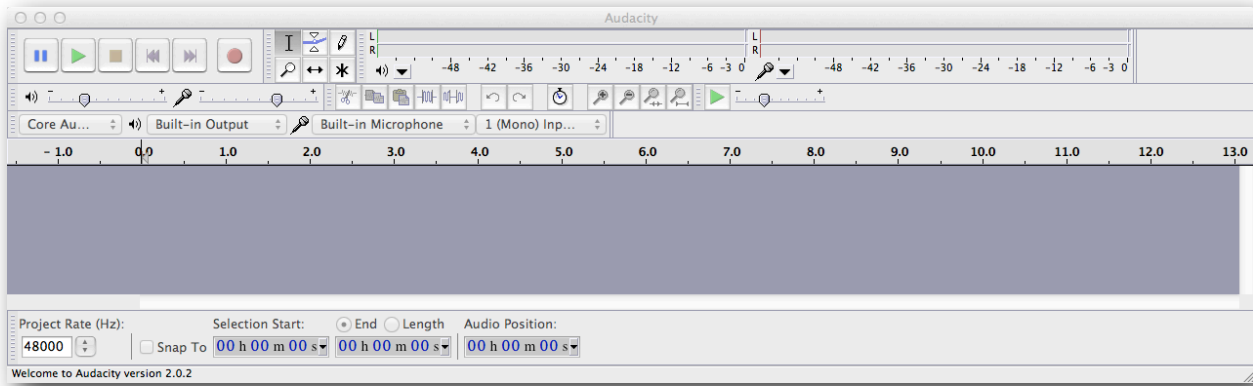 Audacity
L
R
-48 -42 -36 -30 -24 -18 -12 -6 -3 0
L
R
-48 -42 -36 -30 -24 -18 -12 -6 -3 0
- + - + - +
Core Au... Built-in Output Built-in Microphone 1 (Mono) Inp...
- 1.0 0.0 1.0 2.0 3.0 4.0 5.0 6.0 7.0 8.0 9.0 10.0 11.0 12.0 13.0
Project Rate (Hz): Selection Start: End Length Audio Position:
48000 Snap To 00 h 00 m 00 s 00 h 00 m 00 s 00 h 00 m 00 s
Welcome to Audacity version 2.0.2